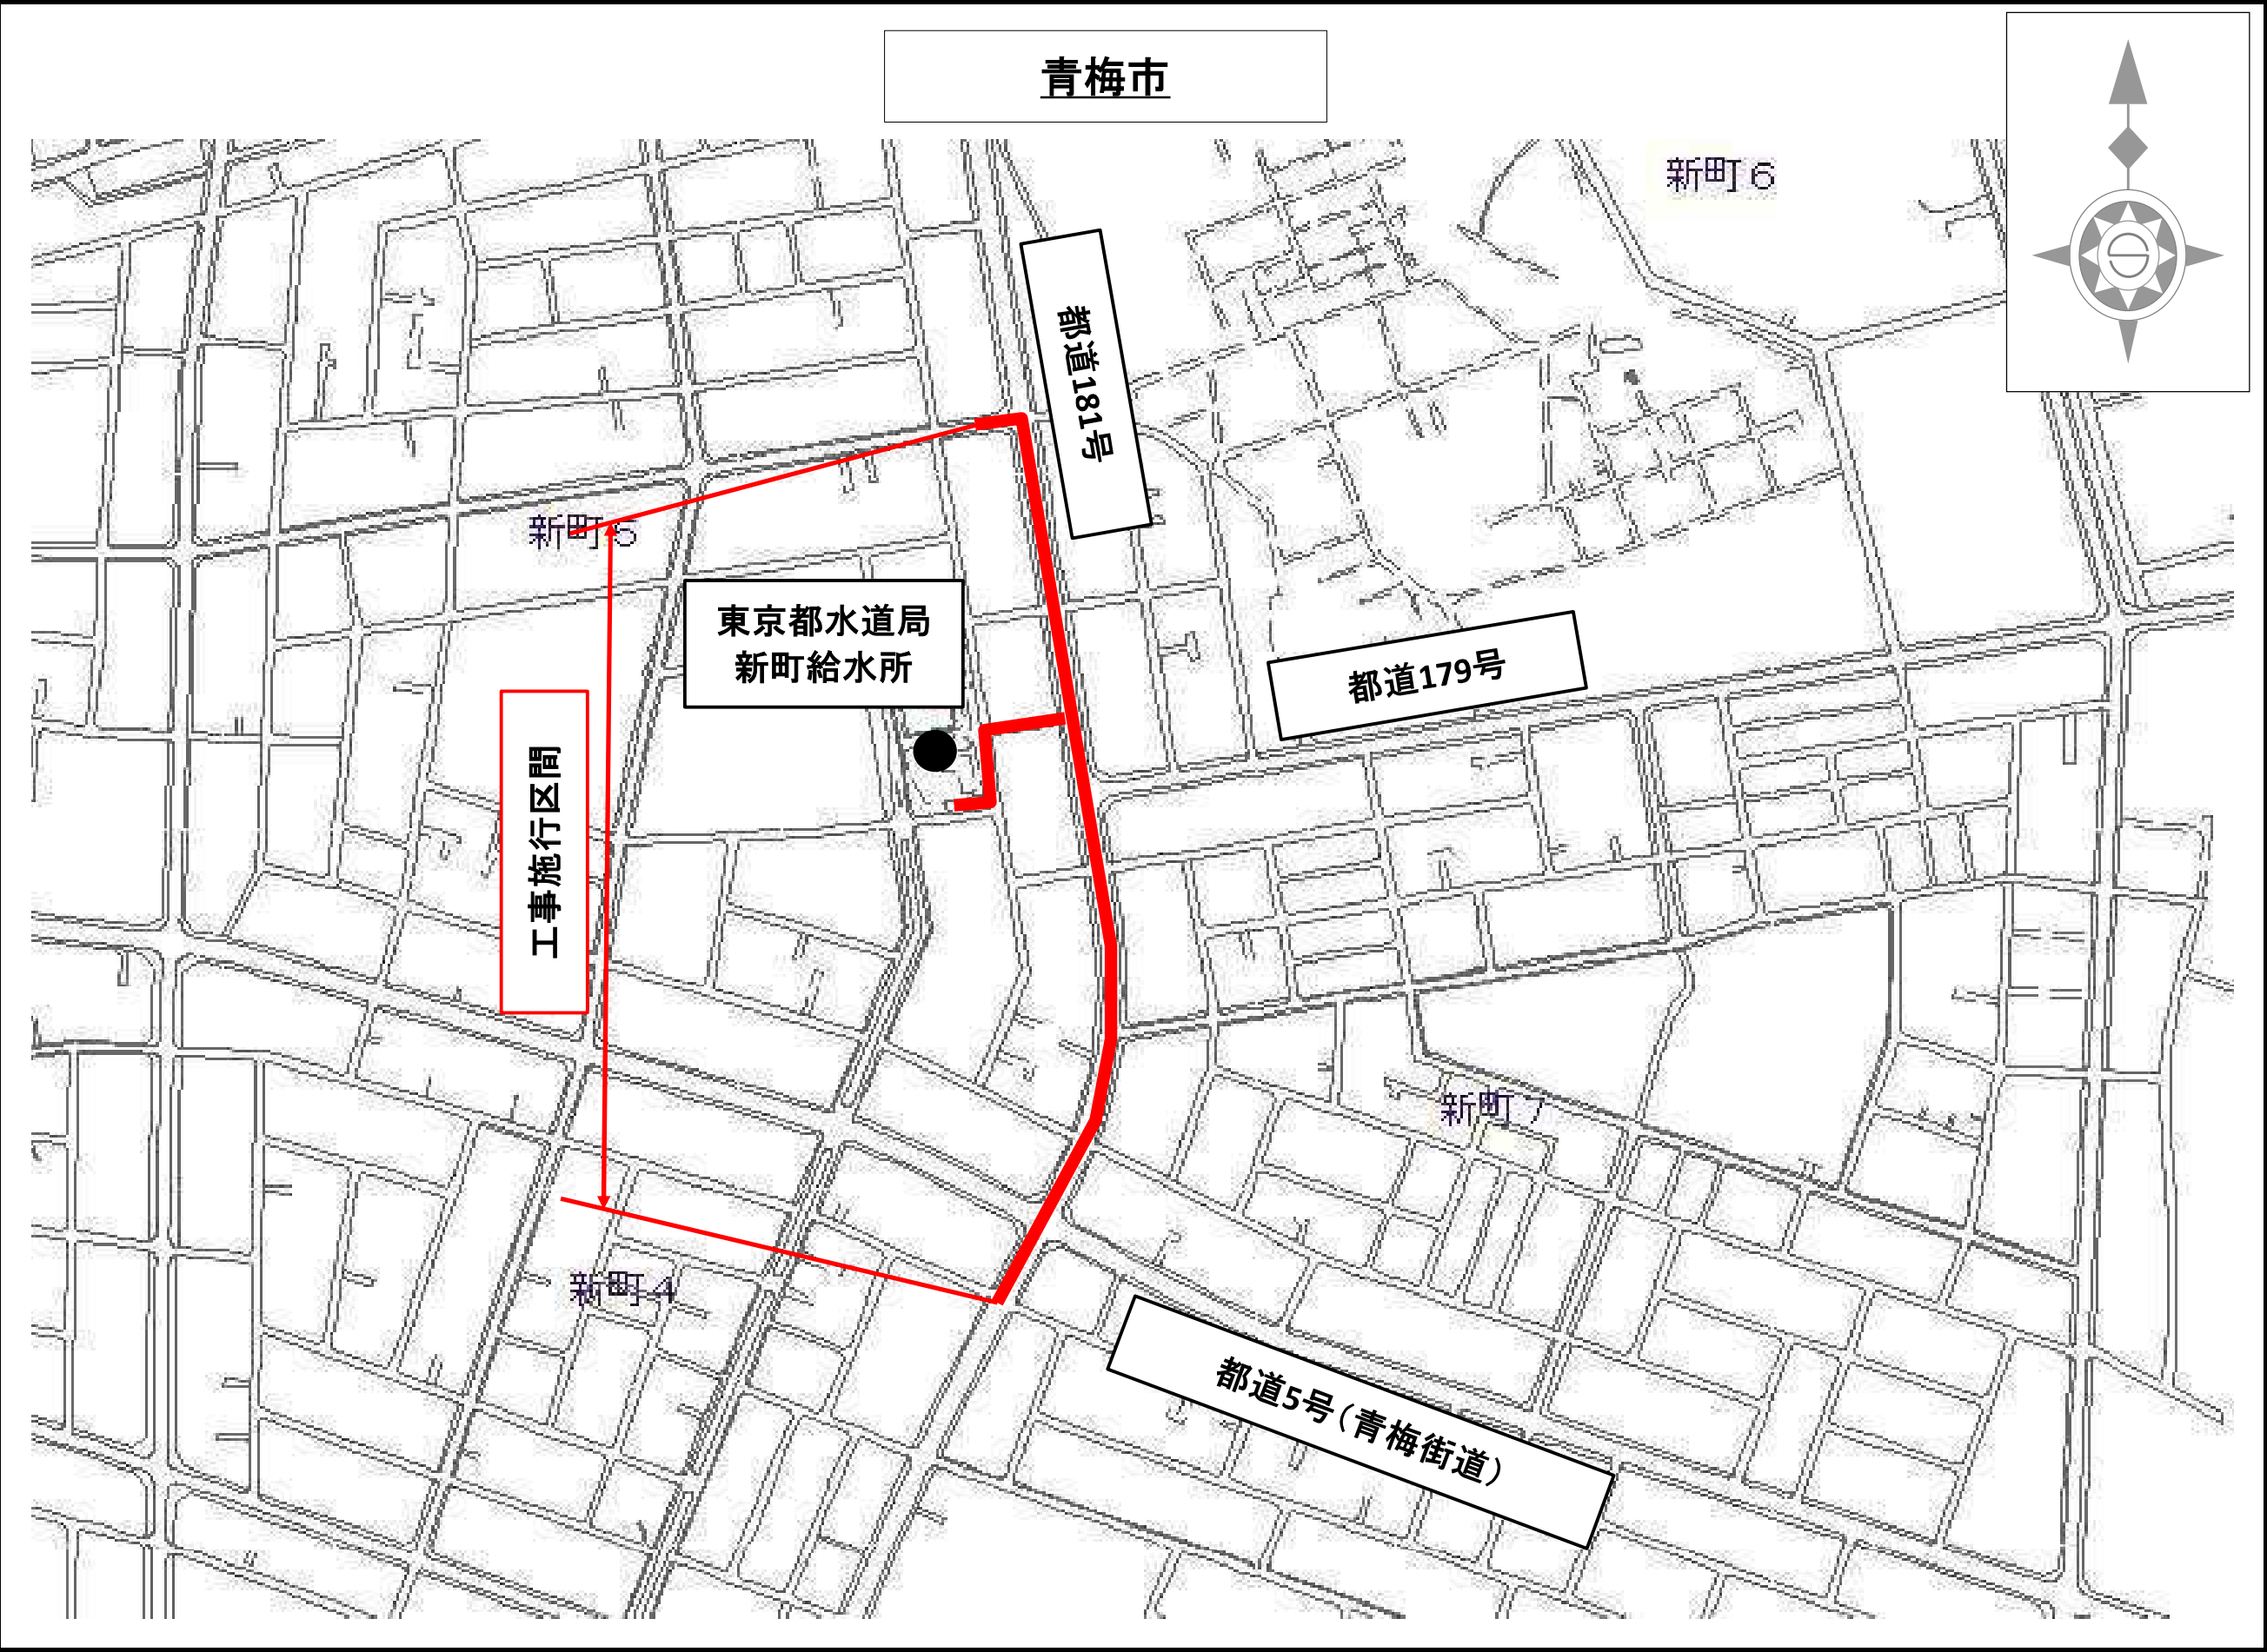 青梅市
新町6
都道181号
新町5
東京都水道局
新町給水所
都道179号
工事施行区間
新町7
新町4
都道5号（青梅街道）